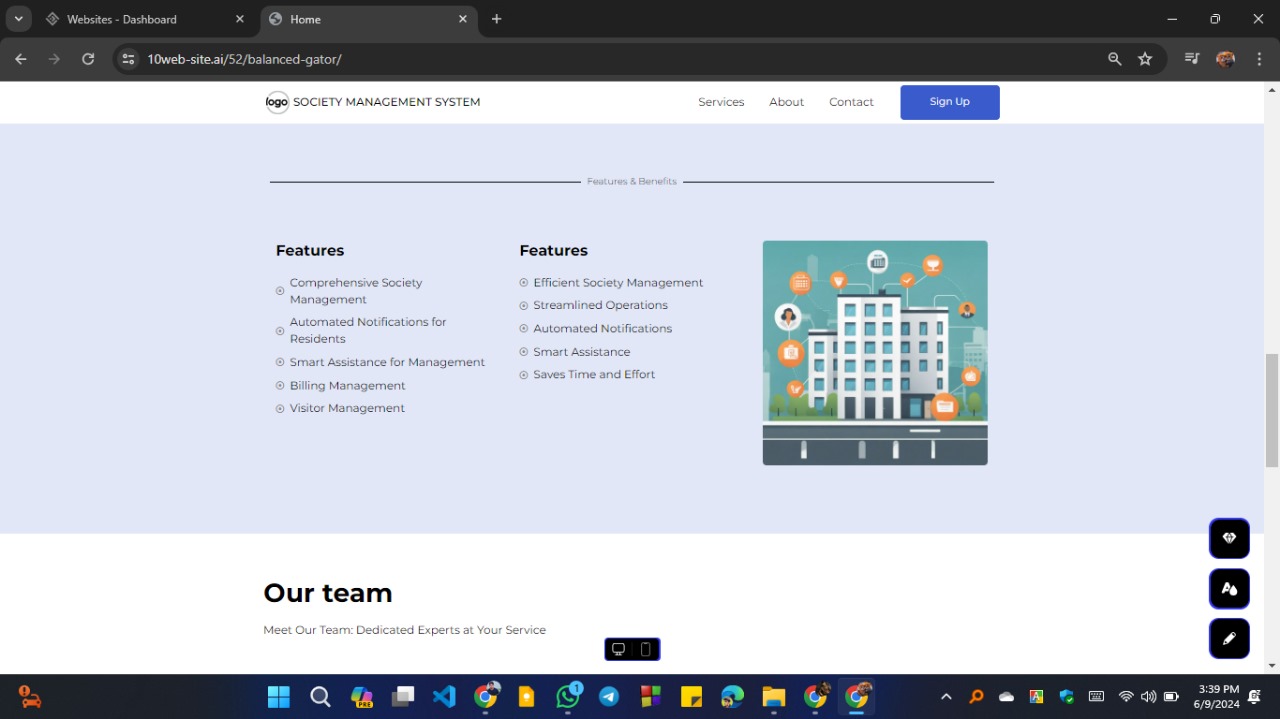 Websites - Dashboard
Home
10web-site.ai/52/balanced-gator/
logo SOCIETY MANAGEMENT SYSTEM
Services About Contact Sign Up
Features & Benefits
Features
Comprehensive Society
Management
Automated Notifications for
Residents
Smart Assistance for Management
Billing Management
Visitor Management
Features
Efficient Society Management
Streamlined Operations
Automated Notifications
Smart Assistance
Saves Time and Effort
Our team
Meet Our Team: Dedicated Experts at Your Service
PRE
1
A
3:39 PM
6/9/2024